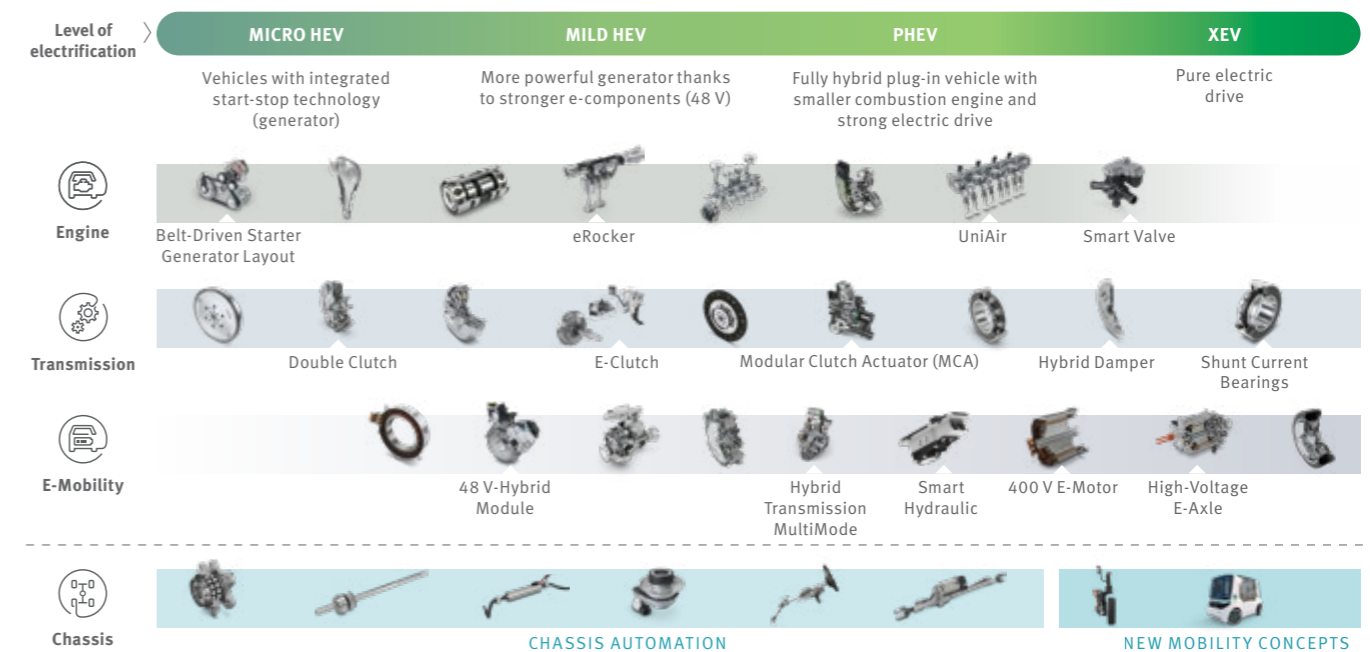 Level of
electrification
MICRO HEV
MILD HEV
PHEV
XEV
Vehicles with integrated
start-stop technology
(generator)
More powerful generator thanks
to stronger e-components (48 V)
Fully hybrid plug-in vehicle with
smaller combustion engine and
strong electric drive
Pure electric
drive
Engine
Belt-Driven Starter
Generator Layout
eRocker
UniAir
Smart Valve
Transmission
Double Clutch
E-Clutch
Modular Clutch Actuator (MCA)
Hybrid Damper
Shunt Current
Bearings
E-Mobility
48 V-Hybrid
Module
Hybrid
Transmission
MultiMode
Smart
Hydraulic
400 V E-Motor
High-Voltage
E-Axle
Chassis
CHASSIS AUTOMATION
NEW MOBILITY CONCEPTS